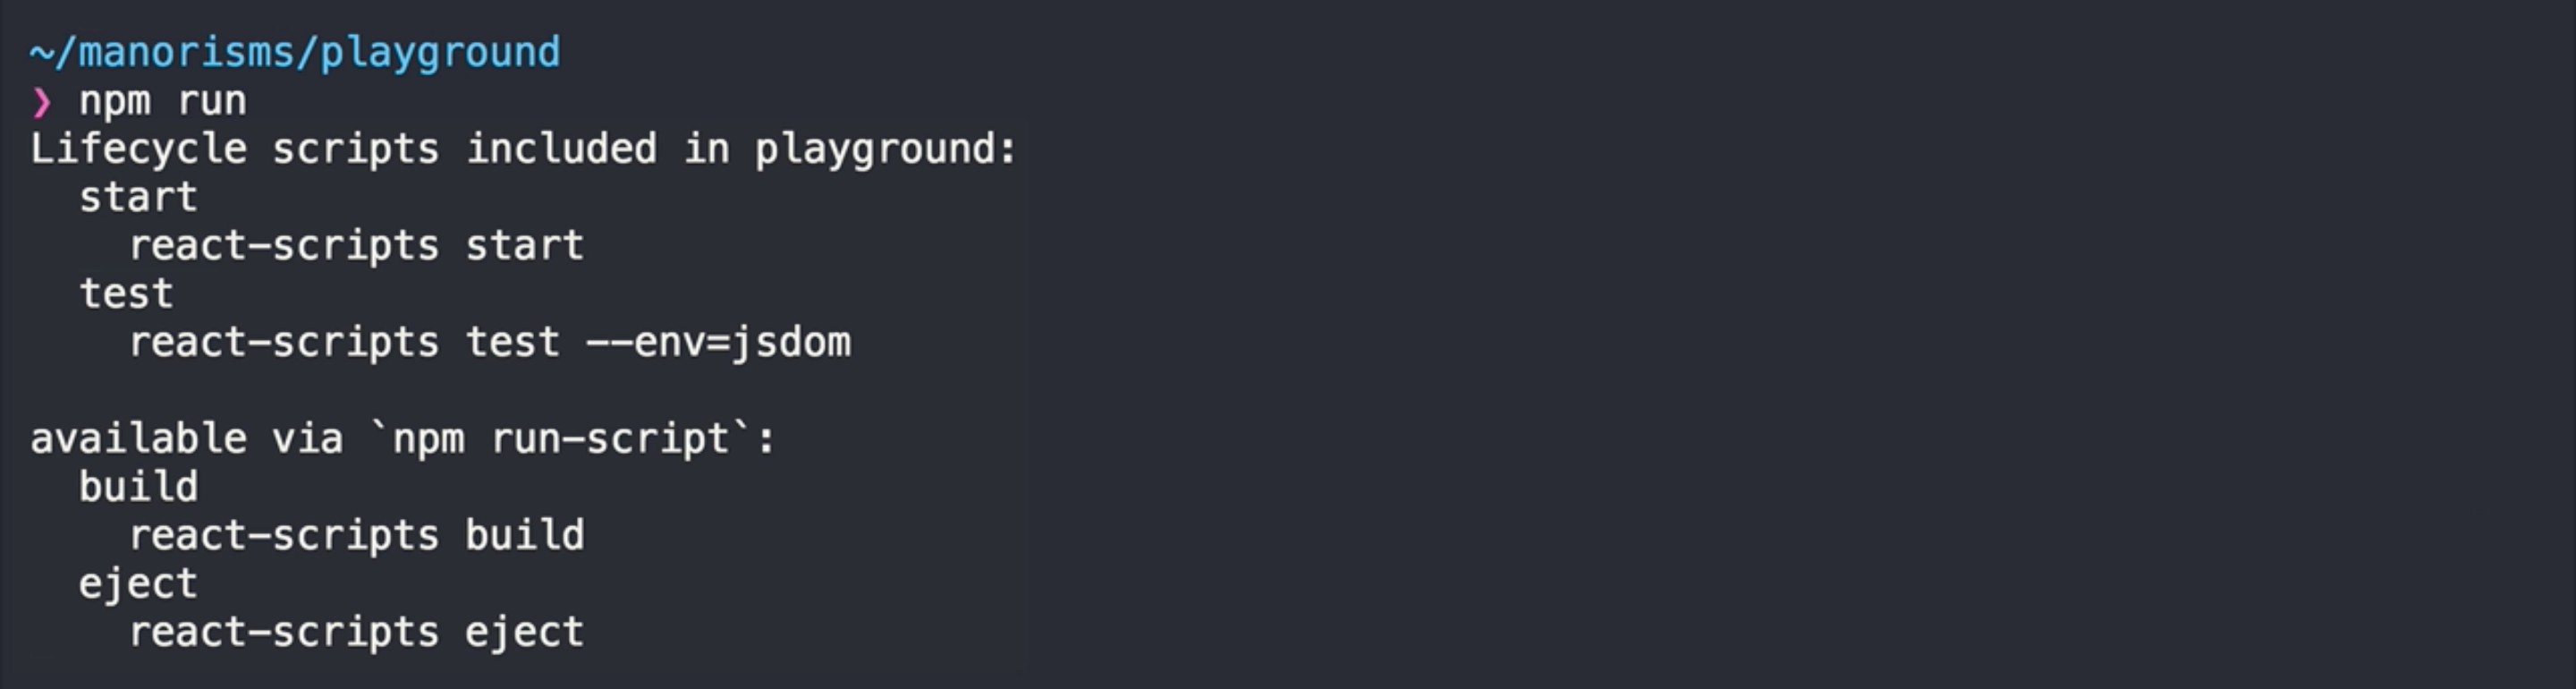 ~/manorisms/playground
❯ npm run
Lifecycle scripts included in playground:
  start
    react-scripts start
  test
    react-scripts test --env=jsdom

available via `npm run-script`:
  build
    react-scripts build
  eject
    react-scripts eject